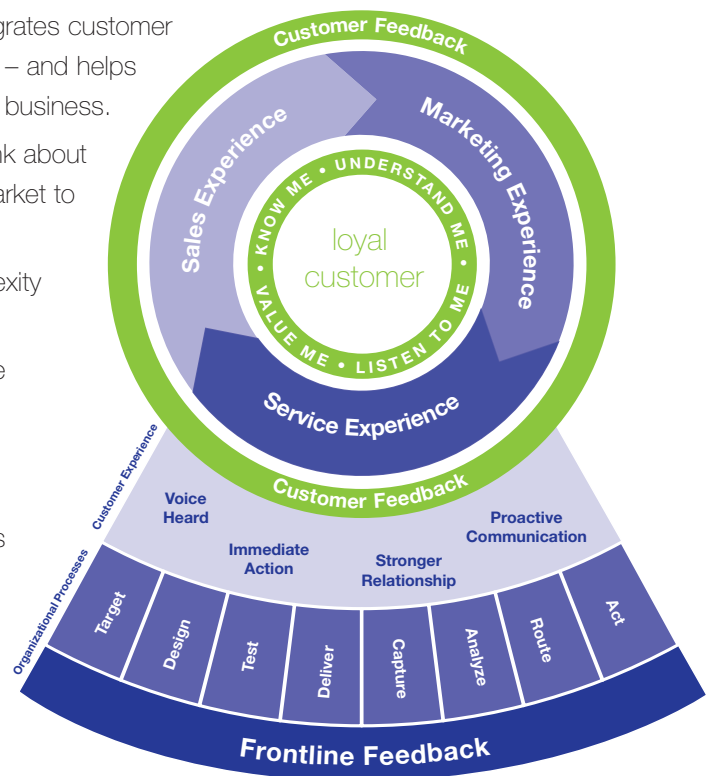 grates customer
– and helps
business.
nk about
arket to
exity
e
s
Customer Feedback
Sales Experience
Marketing Experience
Service Experience
KNOW ME • UNDERSTAND ME •
VALUE ME • LISTEN TO ME •
loyal
customer
Customer Feedback
Customer Experience
Voice
Heard
Immediate
Action
Stronger
Relationship
Proactive
Communication
Organizational Processes
Target
Design
Test
Deliver
Capture
Analyze
Route
Act
Frontline Feedback